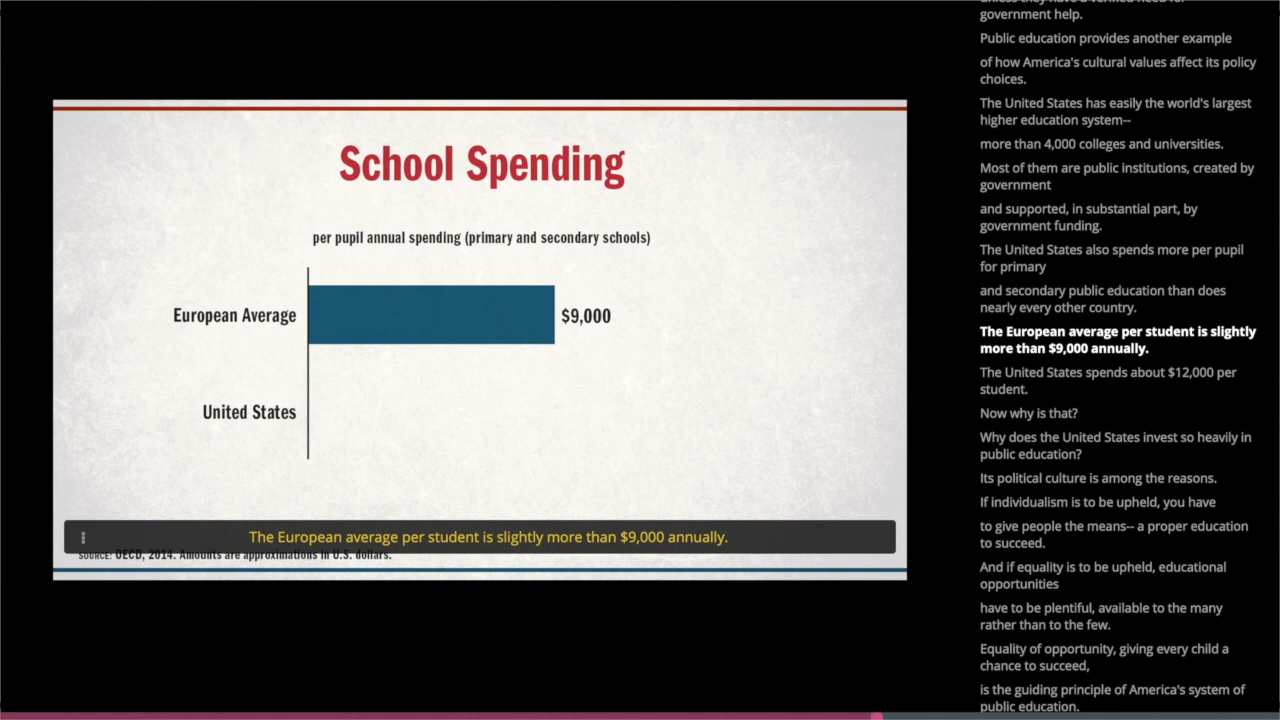 School Spending
per pupil annual spending (primary and secondary schools)
European Average
$9,000
United States
The European average per student is slightly more than $9,000 annually.
SOURCE: OECD, 2014. Amounts are approximations in U.S. dollars.
government help.
Public education provides another example
of how America's cultural values affect its policy
choices.
The United States has easily the world's largest
higher education system--
more than 4,000 colleges and universities.
Most of them are public institutions, created by
government
and supported, in substantial part, by
government funding.
The United States also spends more per pupil
for primary
and secondary public education than does
nearly every other country.
The European average per student is slightly
more than $9,000 annually.
The United States spends about $12,000 per
student.
Now why is that?
Why does the United States invest so heavily in
public education?
Its political culture is among the reasons.
If individualism is to be upheld, you have
to give people the means-- a proper education
to succeed.
And if equality is to be upheld, educational
opportunities
have to be plentiful, available to the many
rather than to the few.
Equality of opportunity, giving every child a
chance to succeed,
is the guiding principle of America's system of
public education.